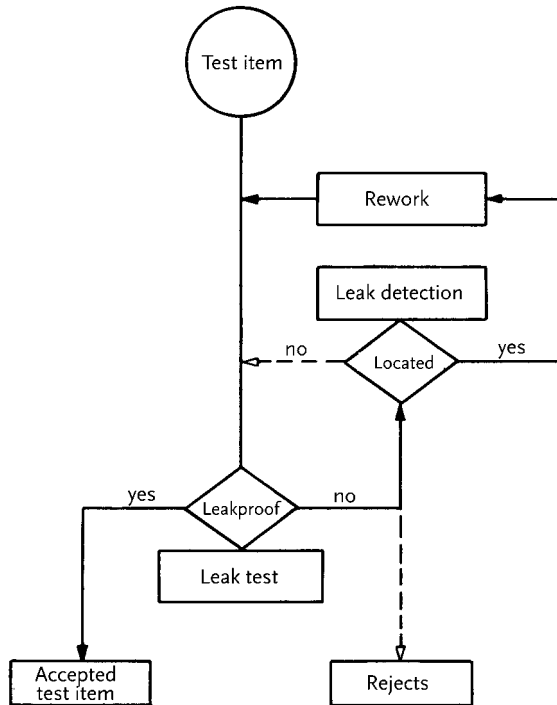 Test item
Rework
Leak detection
no
Located
yes
yes
Leakproof
no
Leak test
Accepted
test item
Rejects